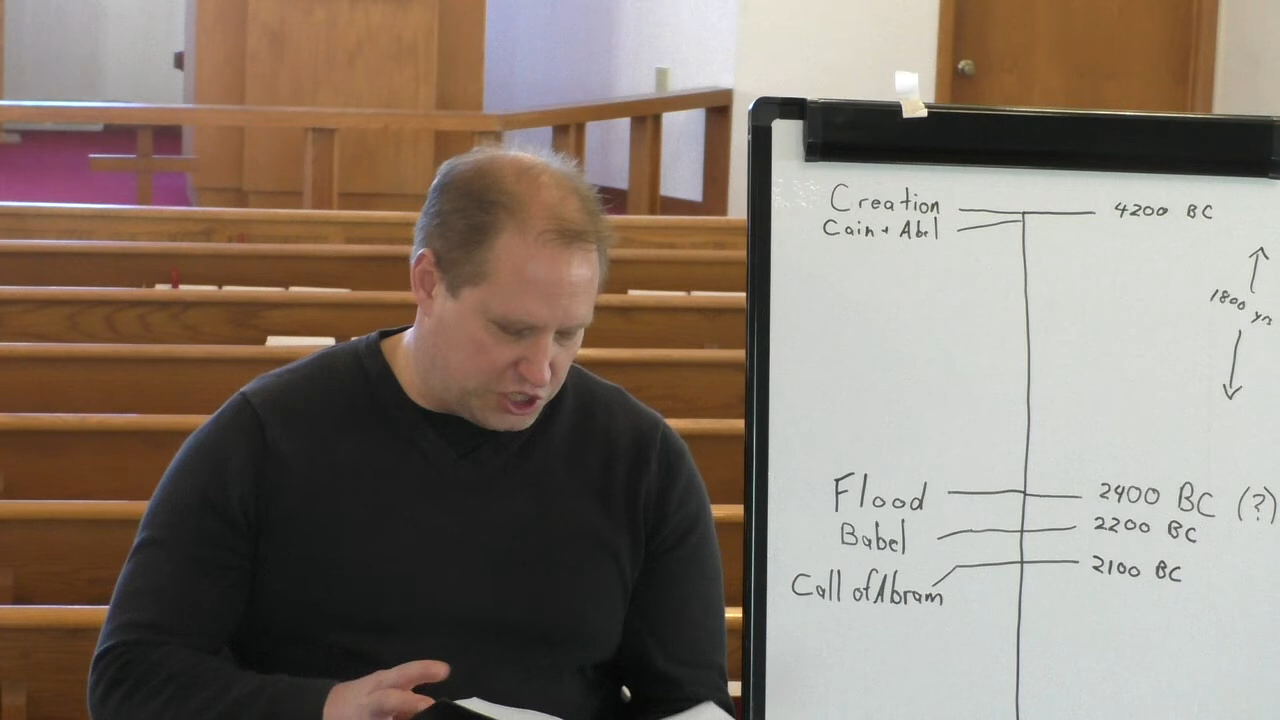 Creation 4200 BC
Cain + Abel
1800 yrs
Flood 2400 BC (?)
Babel 2200 BC
Call of Abram 2100 BC